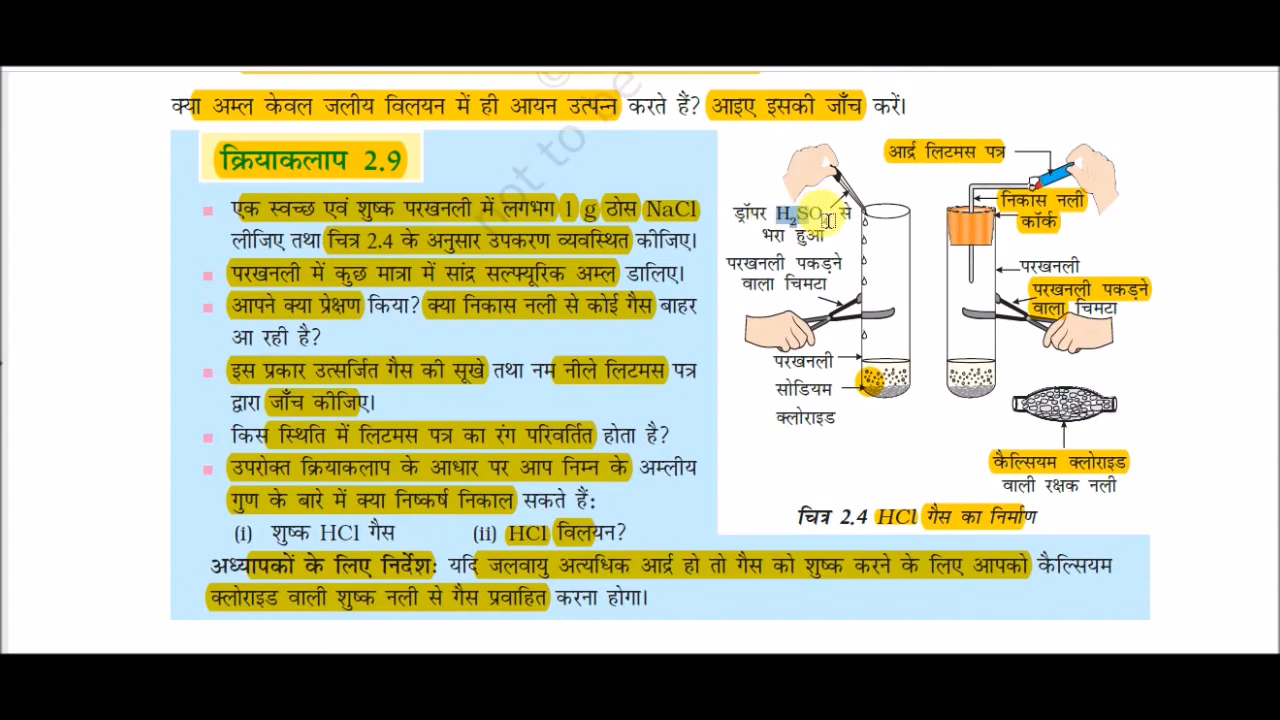 क्या अम्ल केवल जलीय विलयन में ही आयन उत्पन्न करते हैं? आइए इसकी जाँच करें।
क्रियाकलाप 2.9
एक स्वच्छ एवं शुष्क परखनली में लगभग 1 g ठोस NaCl
लीजिए तथा चित्र 2.4 के अनुसार उपकरण व्यवस्थित कीजिए।
परखनली में कुछ मात्रा में सांद्र सल्फ्यूरिक अम्ल डालिए।
आपने क्या प्रेक्षण किया? क्या निकास नली से कोई गैस बाहर
आ रही है?
इस प्रकार उत्सर्जित गैस की सूखे तथा नम नीले लिटमस पत्र
द्वारा जाँच कीजिए।
किस स्थिति में लिटमस पत्र का रंग परिवर्तित होता है?
उपरोक्त क्रियाकलाप के आधार पर आप निम्न के अम्लीय
गुण के बारे में क्या निष्कर्ष निकाल सकते हैं:
(i) शुष्क HCl गैस (ii) HCl विलयन?
अध्यापकों के लिए निर्देश: यदि जलवायु अत्यधिक आर्द्र हो तो गैस को शुष्क करने के लिए आपको कैल्सियम
क्लोराइड वाली शुष्क नली से गैस प्रवाहित करना होगा।
ड्रॉपर H₂SO से
भरा हुआ
परखनली पकड़ने
वाला चिमटा
परखनली
सोडियम
क्लोराइड
आर्द्र लिटमस पत्र
निकास नली
कॉर्क
परखनली
परखनली पकड़ने
वाला चिमटा
कैल्सियम क्लोराइड
वाली रक्षक नली
चित्र 2.4 HCl गैस का निर्माण
not to be